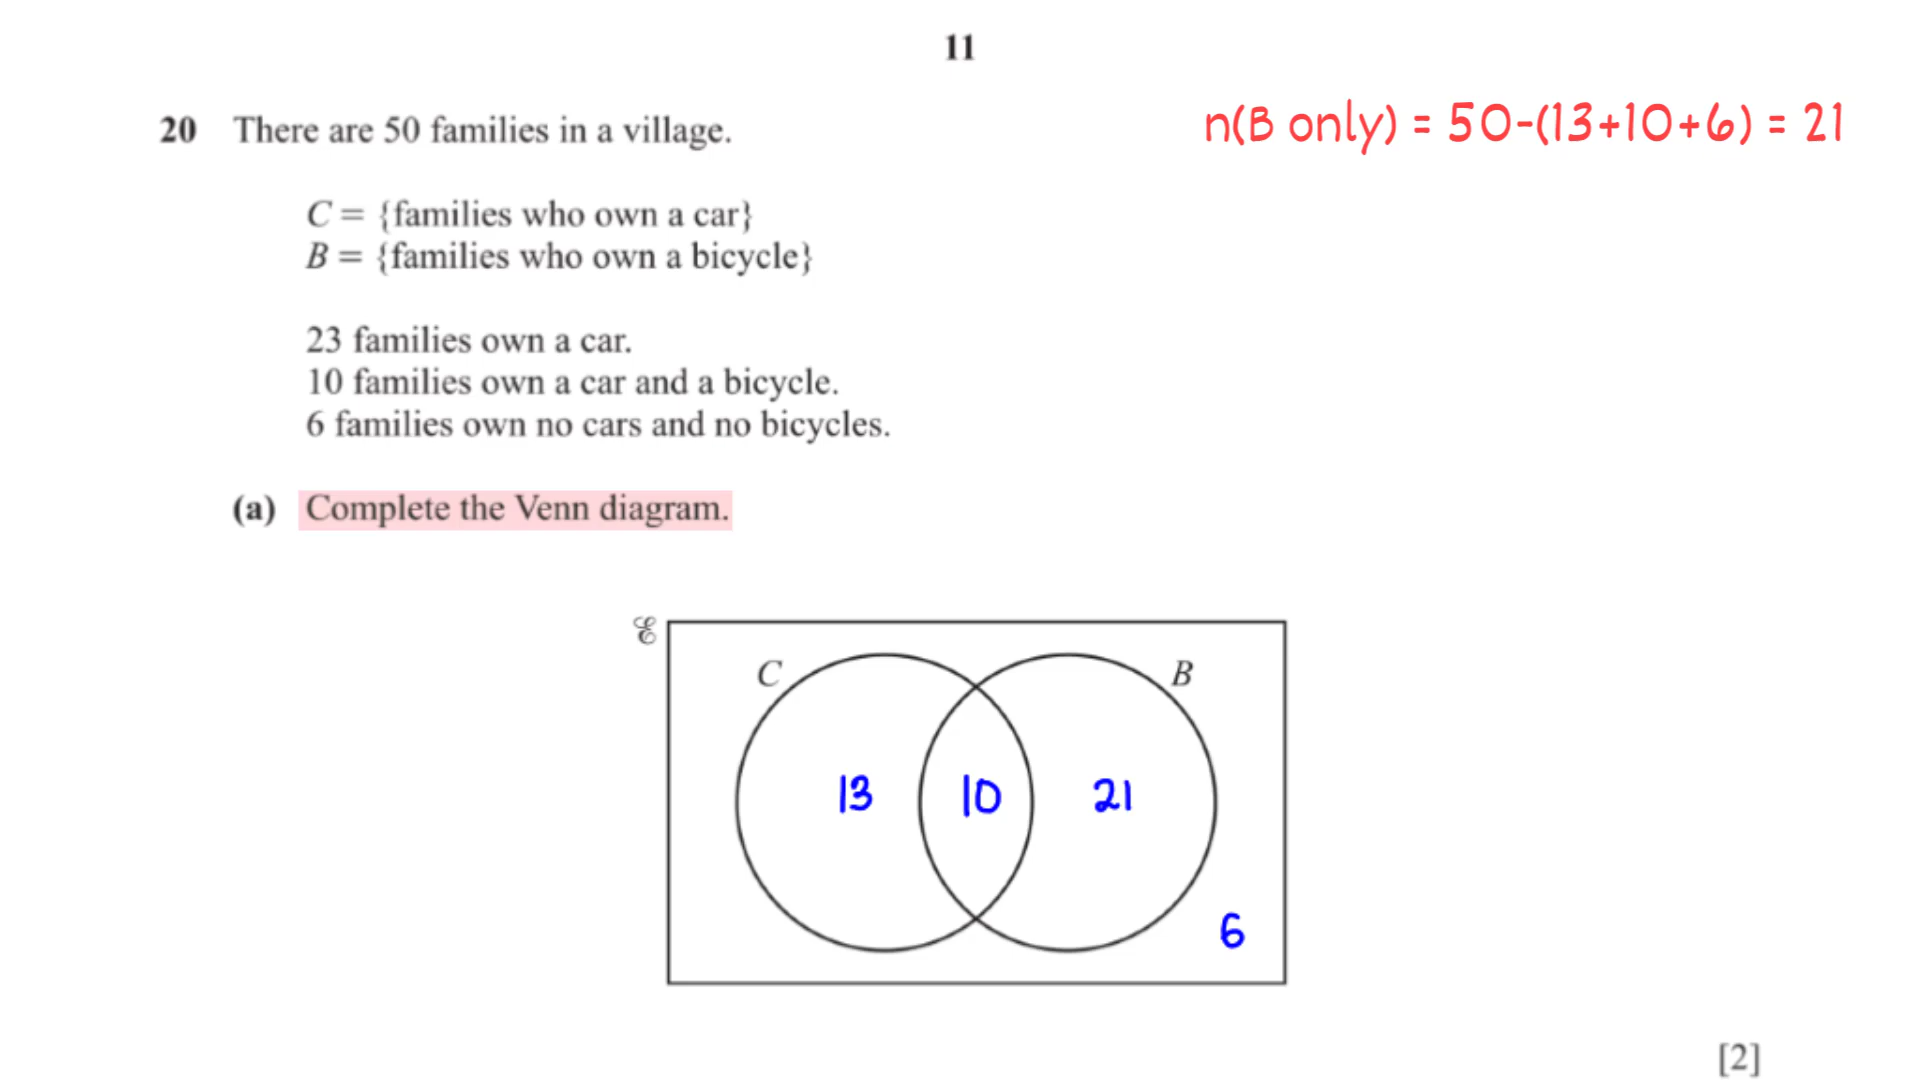 11
20 There are 50 families in a village.
n(B only) = 50-(13+10+6) = 21
C = {families who own a car}
B = {families who own a bicycle}
23 families own a car.
10 families own a car and a bicycle.
6 families own no cars and no bicycles.
(a) Complete the Venn diagram.
ℰ
C B
13 10 21
6
[2]